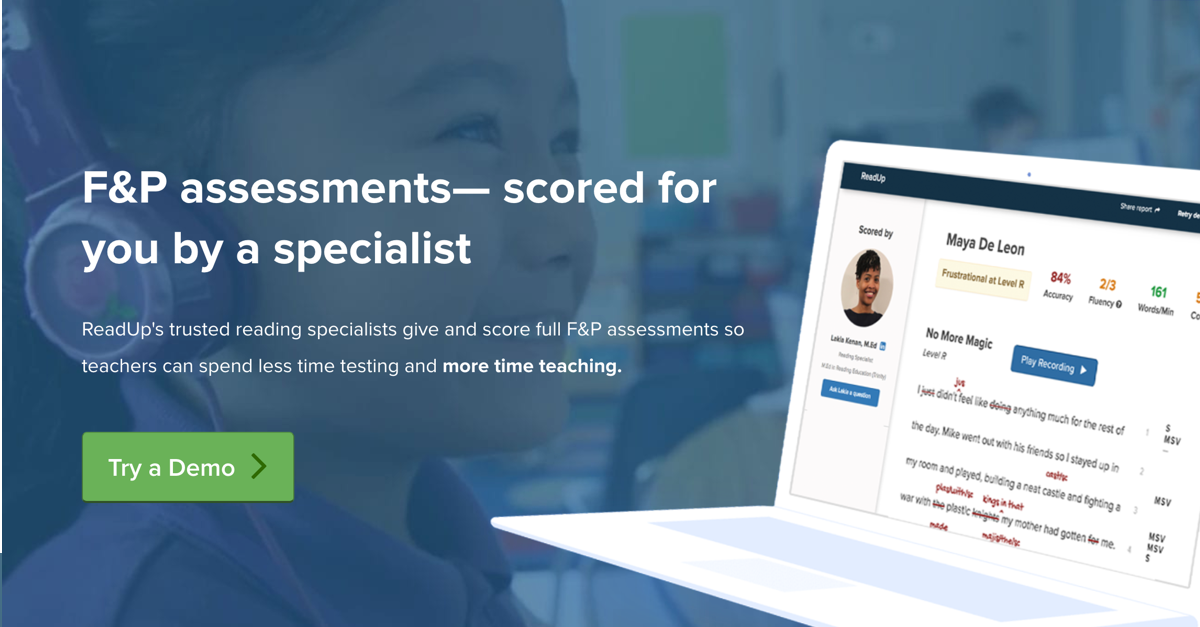 F&P assessments— scored for
you by a specialist
ReadUp's trusted reading specialists give and score full F&P assessments so
teachers can spend less time testing and more time teaching.
Try a Demo
ReadUp
Share report
Retry de
Scored by
Lakia Kenan, M.Ed
Reading Specialist
M.Ed in Reading Education (Trinity)
Ask Lakia a question
Maya De Leon
Frustrational at Level R
84%
Accuracy
2/3
Fluency
161
Words/Min
Co
No More Magic
Level R
Play Recording
jus
I just didn't feel like doing anything much for the rest of
1
S
MSV
the day. Mike went out with his friends so I stayed up in
2
my room and played, building a neat castle and fighting a
3
MSV
kings in that
war with the plastic knights my mother had gotten for me.
4
MSV
MSV
S
made